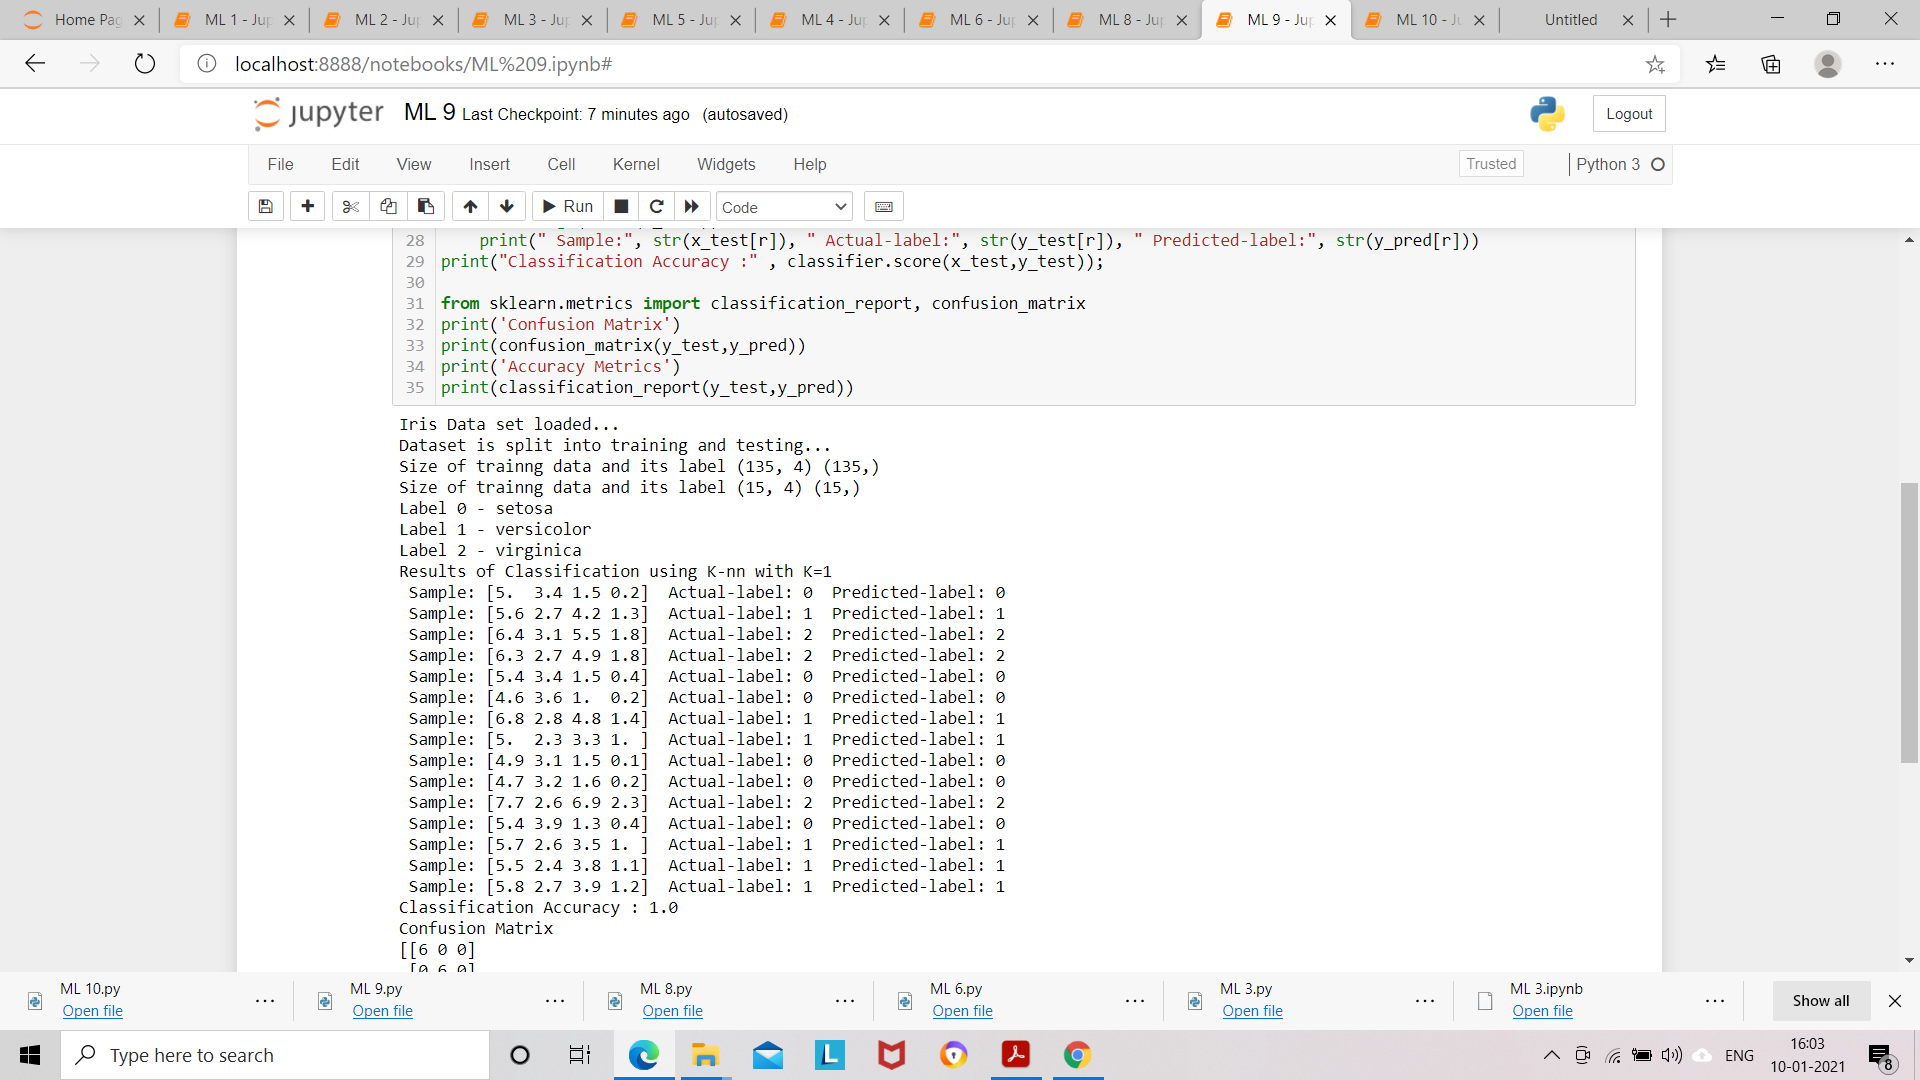 Home Pag
ML 1 - Jup
ML 2 - Jup
ML 3 - Jup
ML 5 - Jup
ML 4 - Jup
ML 6 - Jup
ML 8 - Jup
ML 9 - Jup
ML 10 - Ju
Untitled
localhost:8888/notebooks/ML%209.ipynb#
jupyter ML 9 Last Checkpoint: 7 minutes ago (autosaved)
Logout
File Edit View Insert Cell Kernel Widgets Help
Trusted
Python 3
Run
Code
28 print(" Sample:", str(x_test[r]), " Actual-label:", str(y_test[r]), " Predicted-label:", str(y_pred[r]))
29 print("Classification Accuracy :" , classifier.score(x_test,y_test));
30
31 from sklearn.metrics import classification_report, confusion_matrix
32 print('Confusion Matrix')
33 print(confusion_matrix(y_test,y_pred))
34 print('Accuracy Metrics')
35 print(classification_report(y_test,y_pred))
Iris Data set loaded...
Dataset is split into training and testing...
Size of trainng data and its label (135, 4) (135,)
Size of trainng data and its label (15, 4) (15,)
Label 0 - setosa
Label 1 - versicolor
Label 2 - virginica
Results of Classification using K-nn with K=1
Sample: [5.  3.4 1.5 0.2]  Actual-label: 0  Predicted-label: 0
Sample: [5.6 2.7 4.2 1.3]  Actual-label: 1  Predicted-label: 1
Sample: [6.4 3.1 5.5 1.8]  Actual-label: 2  Predicted-label: 2
Sample: [6.3 2.7 4.9 1.8]  Actual-label: 2  Predicted-label: 2
Sample: [5.4 3.4 1.5 0.4]  Actual-label: 0  Predicted-label: 0
Sample: [4.6 3.6 1.  0.2]  Actual-label: 0  Predicted-label: 0
Sample: [6.8 2.8 4.8 1.4]  Actual-label: 1  Predicted-label: 1
Sample: [5.  2.3 3.3 1. ]  Actual-label: 1  Predicted-label: 1
Sample: [4.9 3.1 1.5 0.1]  Actual-label: 0  Predicted-label: 0
Sample: [4.7 3.2 1.6 0.2]  Actual-label: 0  Predicted-label: 0
Sample: [7.7 2.6 6.9 2.3]  Actual-label: 2  Predicted-label: 2
Sample: [5.4 3.9 1.3 0.4]  Actual-label: 0  Predicted-label: 0
Sample: [5.7 2.6 3.5 1. ]  Actual-label: 1  Predicted-label: 1
Sample: [5.5 2.4 3.8 1.1]  Actual-label: 1  Predicted-label: 1
Sample: [5.8 2.7 3.9 1.2]  Actual-label: 1  Predicted-label: 1
Classification Accuracy : 1.0
Confusion Matrix
[[6 0 0]
[0 6 0]
ML 10.py
Open file
ML 9.py
Open file
ML 8.py
Open file
ML 6.py
Open file
ML 3.py
Open file
ML 3.ipynb
Open file
Show all
Type here to search
L
ENG
16:03
10-01-2021
8